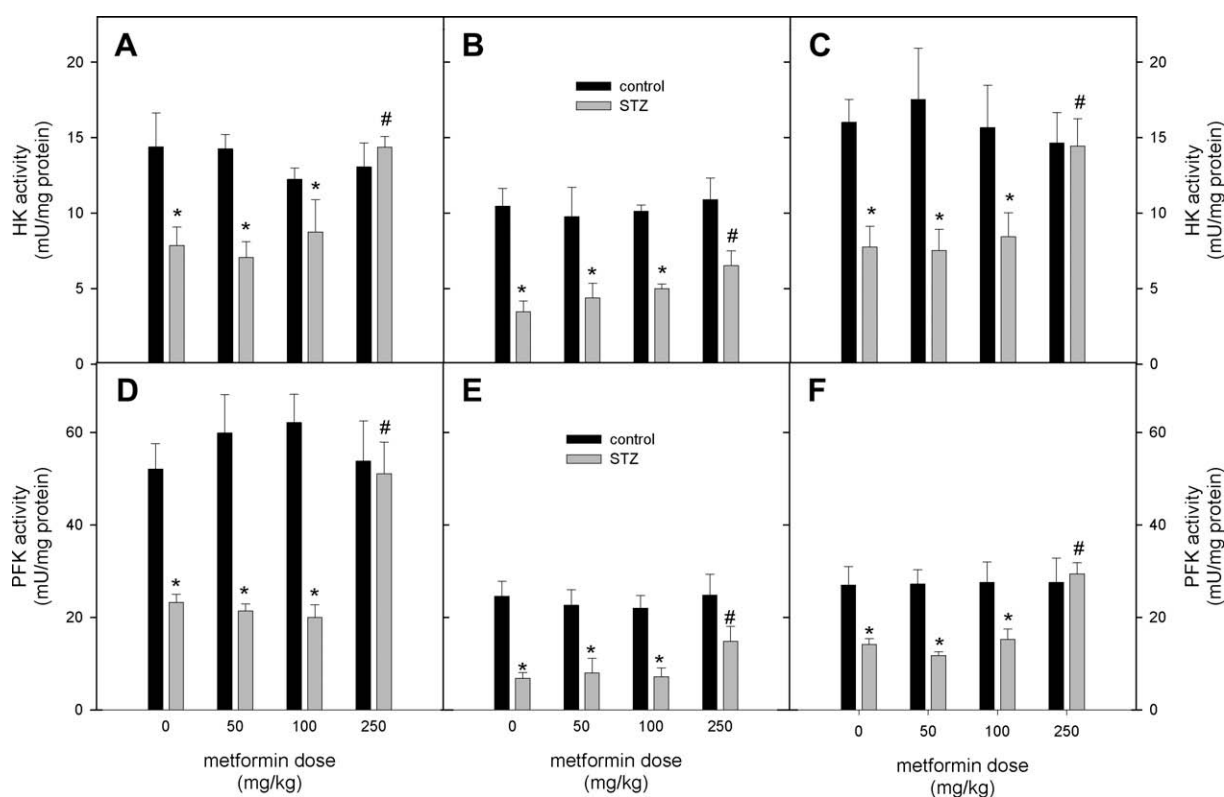 A
B
C
20
15
10
5
0
HK activity
(mU/mg protein)
control
STZ
* * * #
* * * #
* * * #
20
15
10
5
0
HK activity
(mU/mg protein)
D
E
F
60
40
20
0
PFK activity
(mU/mg protein)
control
STZ
* * * #
* * * #
* * * #
60
40
20
0
PFK activity
(mU/mg protein)
0 50 100 250
0 50 100 250
0 50 100 250
metformin dose
(mg/kg)
metformin dose
(mg/kg)
metformin dose
(mg/kg)